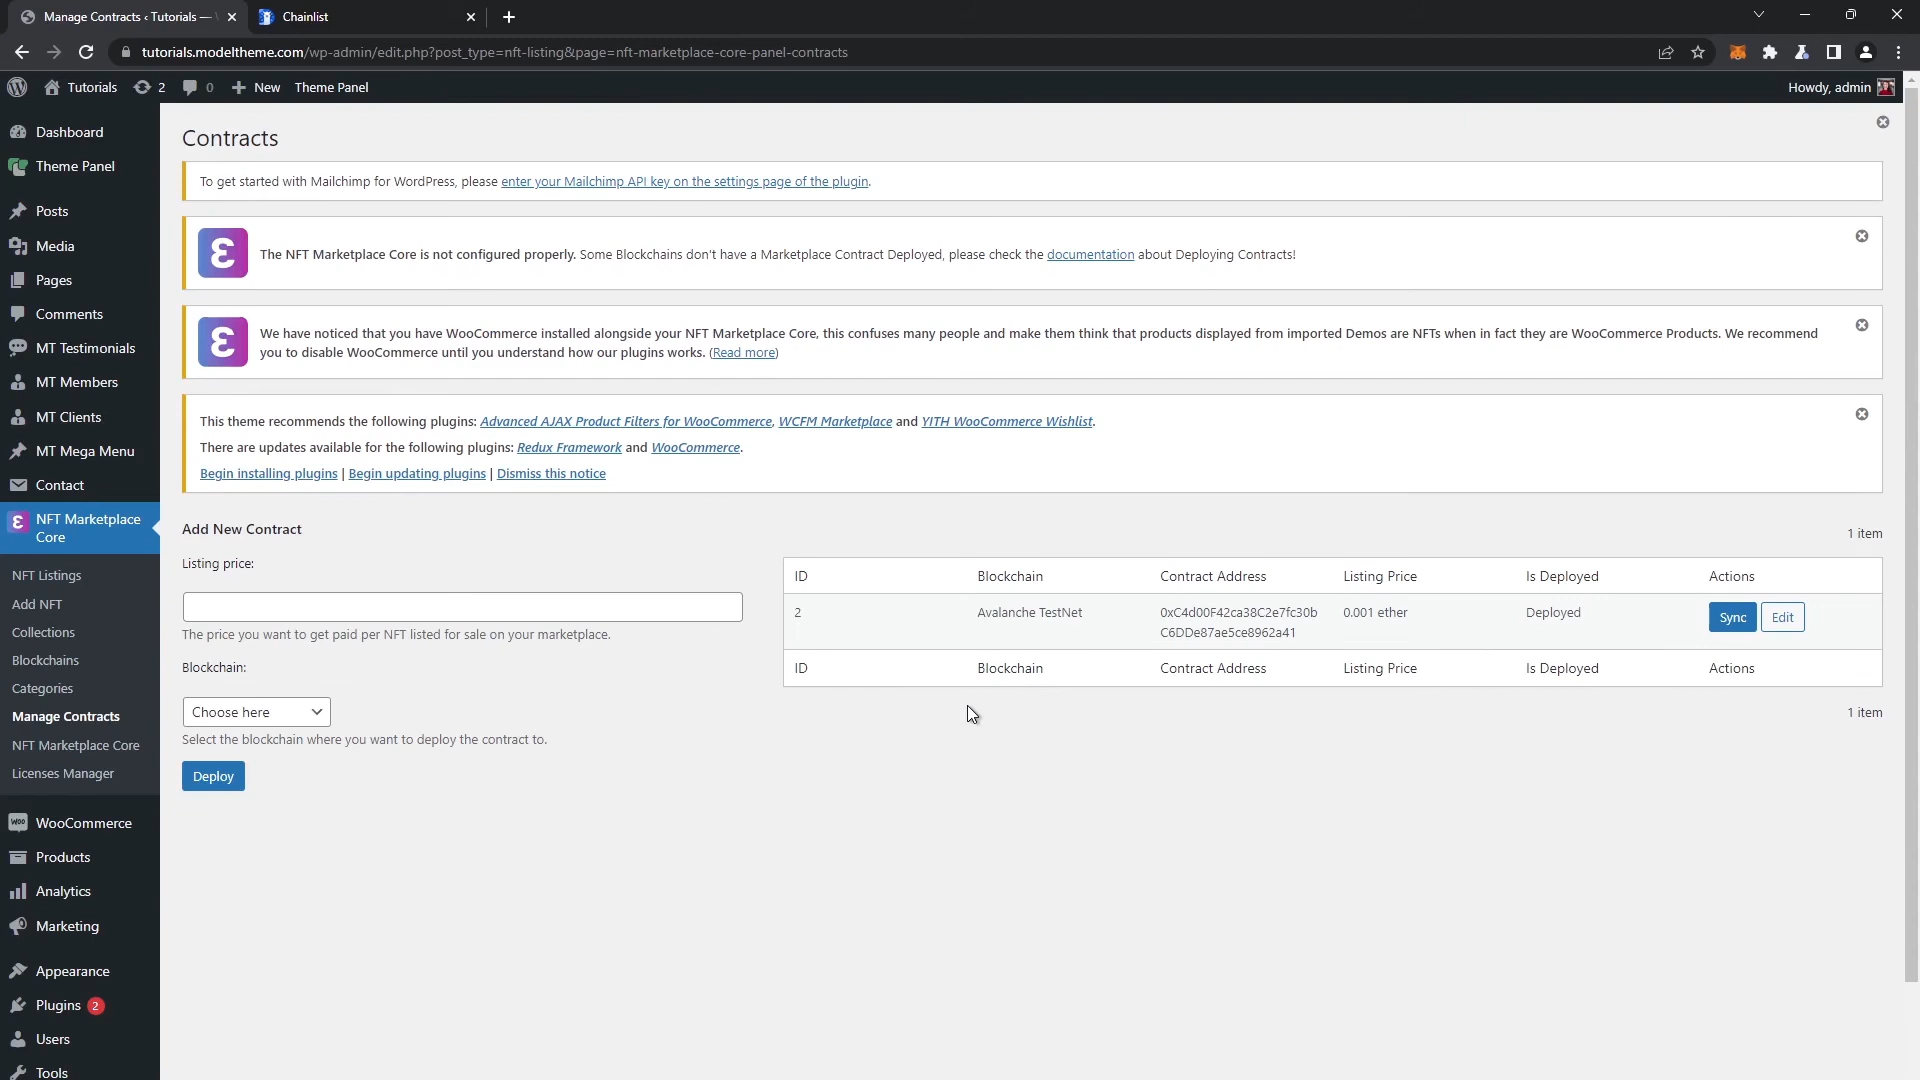 Manage Contracts ‹ Tutorials —
Chainlist
tutorials.modeltheme.com/wp-admin/edit.php?post_type=nft-listing&page=nft-marketplace-core-panel-contracts
Tutorials
2
0
New
Theme Panel
Howdy, admin
Dashboard
Theme Panel
Posts
Media
Pages
Comments
MT Testimonials
MT Members
MT Clients
MT Mega Menu
Contact
NFT Marketplace
Core
NFT Listings
Add NFT
Collections
Blockchains
Categories
Manage Contracts
NFT Marketplace Core
Licenses Manager
WooCommerce
Products
Analytics
Marketing
Appearance
Plugins 2
Users
Tools
Contracts
To get started with Mailchimp for WordPress, please enter your Mailchimp API key on the settings page of the plugin.
The NFT Marketplace Core is not configured properly. Some Blockchains don't have a Marketplace Contract Deployed, please check the documentation about Deploying Contracts!
We have noticed that you have WooCommerce installed alongside your NFT Marketplace Core, this confuses many people and make them think that products displayed from imported Demos are NFTs when in fact they are WooCommerce Products. We recommend
you to disable WooCommerce until you understand how our plugins works. (Read more)
This theme recommends the following plugins: Advanced AJAX Product Filters for WooCommerce, WCFM Marketplace and YITH WooCommerce Wishlist.
There are updates available for the following plugins: Redux Framework and WooCommerce.
Begin installing plugins | Begin updating plugins | Dismiss this notice
Add New Contract
Listing price:
The price you want to get paid per NFT listed for sale on your marketplace.
Blockchain:
Choose here
Select the blockchain where you want to deploy the contract to.
Deploy
1 item
ID Blockchain Contract Address Listing Price Is Deployed Actions
2 Avalanche TestNet 0xC4d00F42ca38C2e7fc30b 0.001 ether Deployed Sync Edit
C6DDe87ae5ce8962a41
ID Blockchain Contract Address Listing Price Is Deployed Actions
1 item